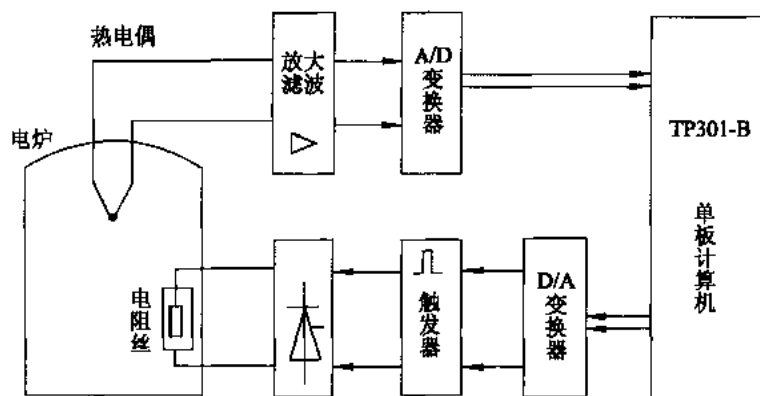 热电偶
放大
滤波
A/D
变换器
TP301-B
单板计算机
电炉
电阻丝
触发器
D/A
变换器